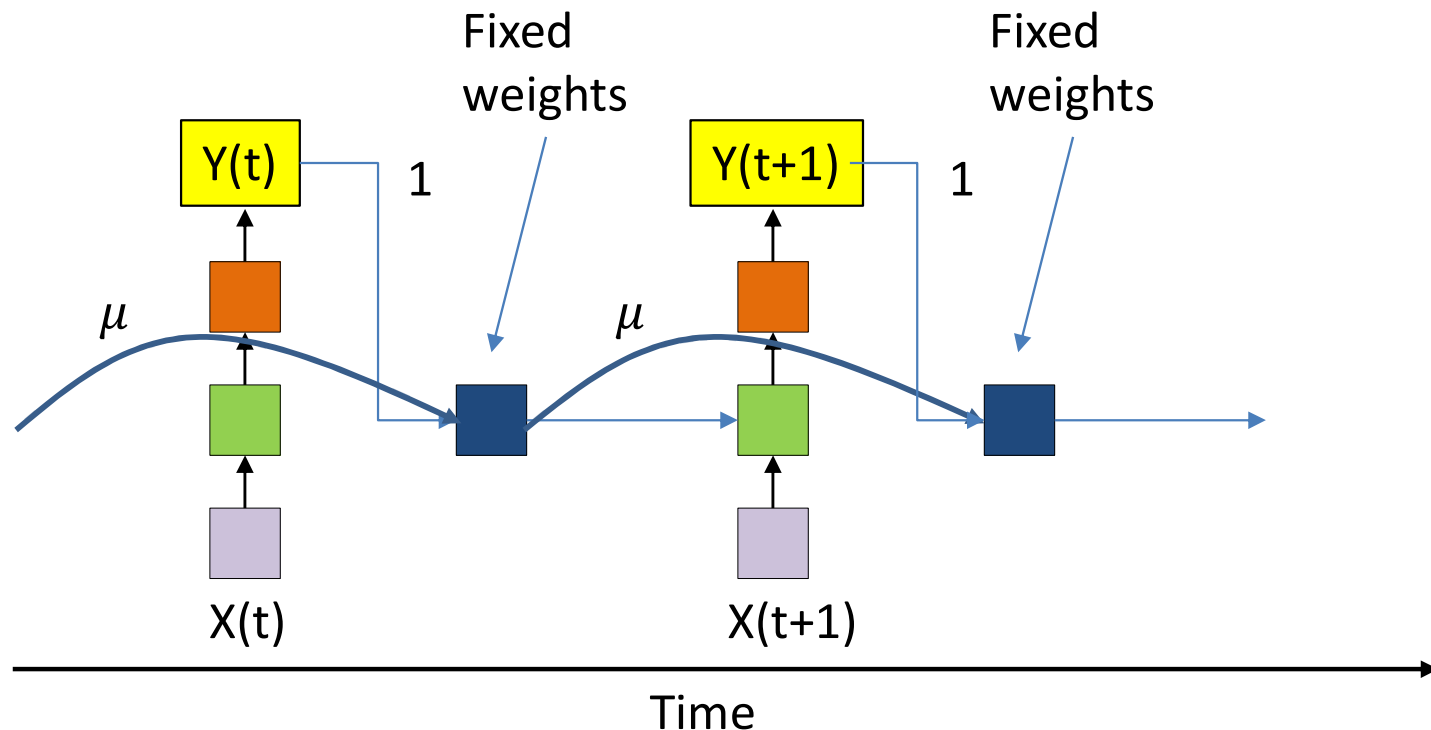 Fixed
weights
Fixed
weights
Y(t)
1
Y(t+1)
1
μ
μ
X(t)
X(t+1)
Time